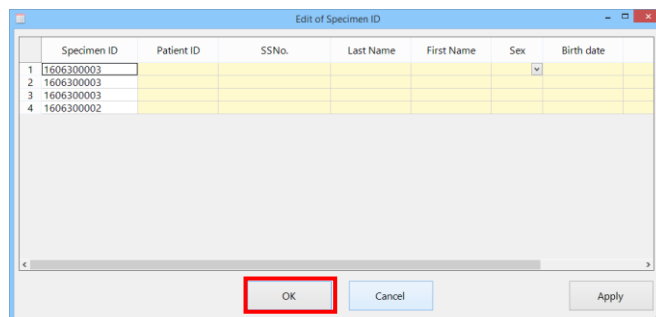 Edit of Specimen ID
Specimen ID Patient ID SSNo. Last Name First Name Sex Birth date
1 1606300003
2 1606300003
3 1606300003
4 1606300002
OK Cancel Apply